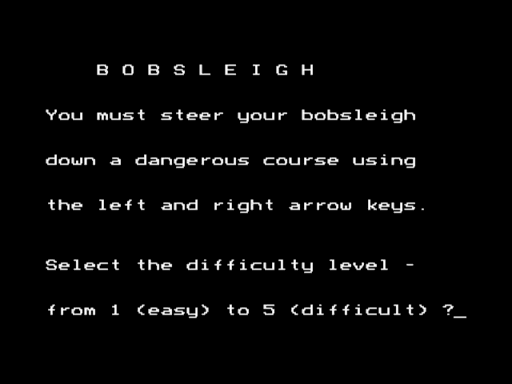 B O B S L E I G H
You must steer your bobsleigh
down a dangerous course using
the left and right arrow keys.
Select the difficulty level -
from 1 (easy) to 5 (difficult) ?_